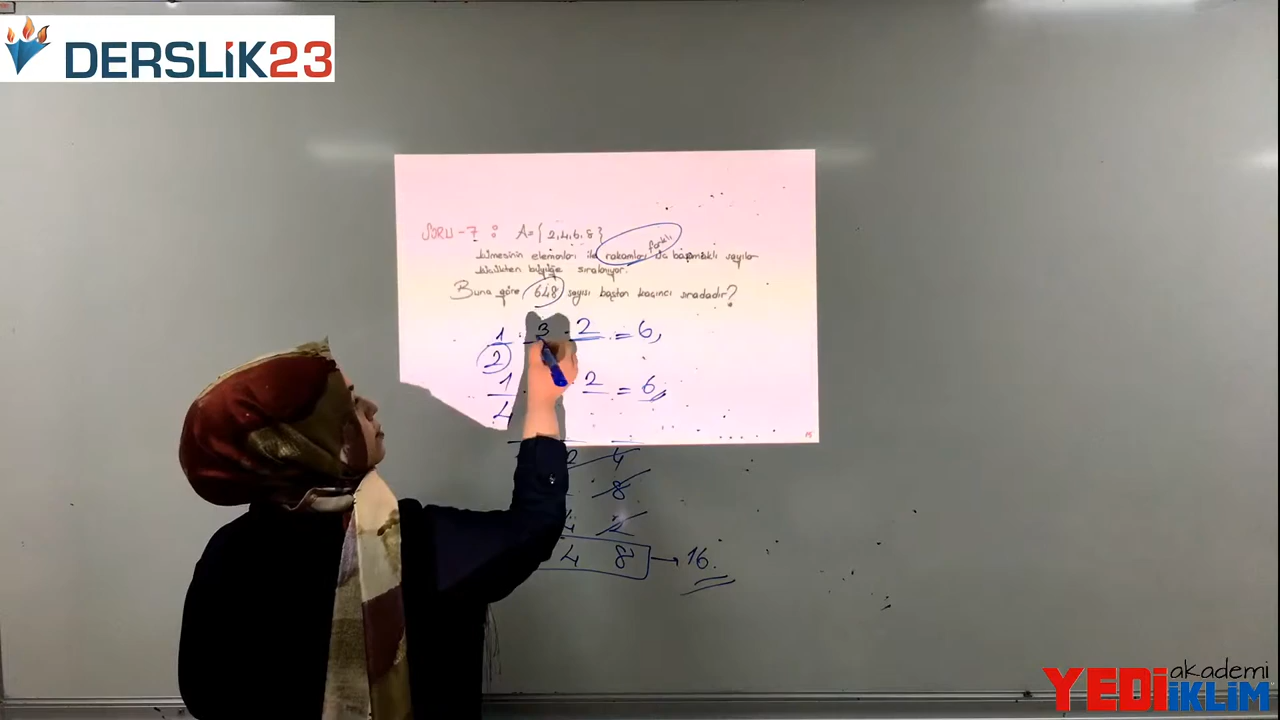 DERSLİK23
SORU-7: A={2,4,6,8}
farklı
kümesinin elemanları ile rakamları basamaklı sayılar
küçükten büyüğe sıralanıyor.
Buna göre 648 sayısı baştan kaçıncı sıradadır?
1 . 3 . 2 = 6,
2
1 . 2 = 6,
4
2 4
8
4 2
4 8 → 16.
YEDİ İKLİM akademi